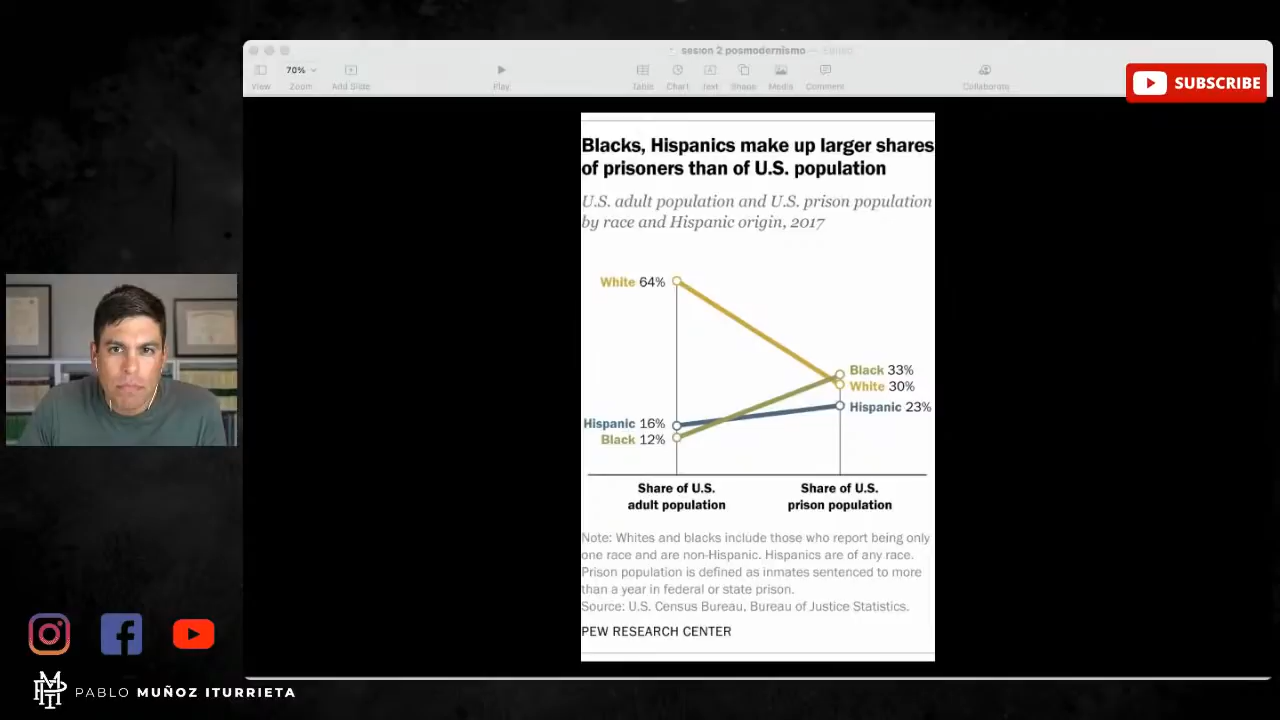 sesion 2 posmodernismo — Edited
70%
View
Zoom
Add Slide
Play
Table
Chart
Text
Shape
Media
Comment
Collaborate
SUBSCRIBE
Blacks, Hispanics make up larger shares
of prisoners than of U.S. population
U.S. adult population and U.S. prison population
by race and Hispanic origin, 2017
White 64%
Black 33%
White 30%
Hispanic 23%
Hispanic 16%
Black 12%
Share of U.S.
adult population
Share of U.S.
prison population
Note: Whites and blacks include those who report being only
one race and are non-Hispanic. Hispanics are of any race.
Prison population is defined as inmates sentenced to more
than a year in federal or state prison.
Source: U.S. Census Bureau, Bureau of Justice Statistics.
PEW RESEARCH CENTER
PABLO MUÑOZ ITURRIETA